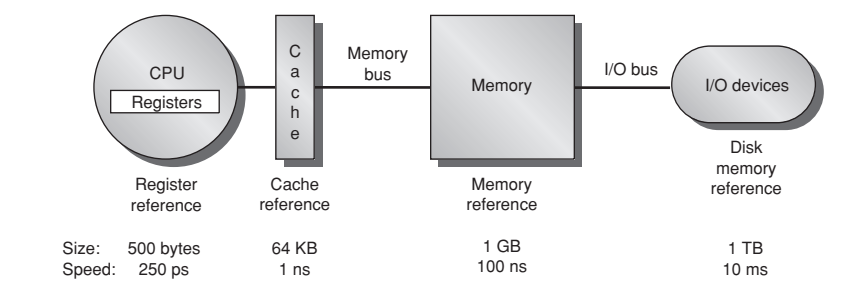 CPU
Registers
Cache
Memory
bus
Memory
I/O bus
I/O devices
Register
reference
Cache
reference
Memory
reference
Disk
memory
reference
Size: 500 bytes 64 KB 1 GB 1 TB
Speed: 250 ps 1 ns 100 ns 10 ms